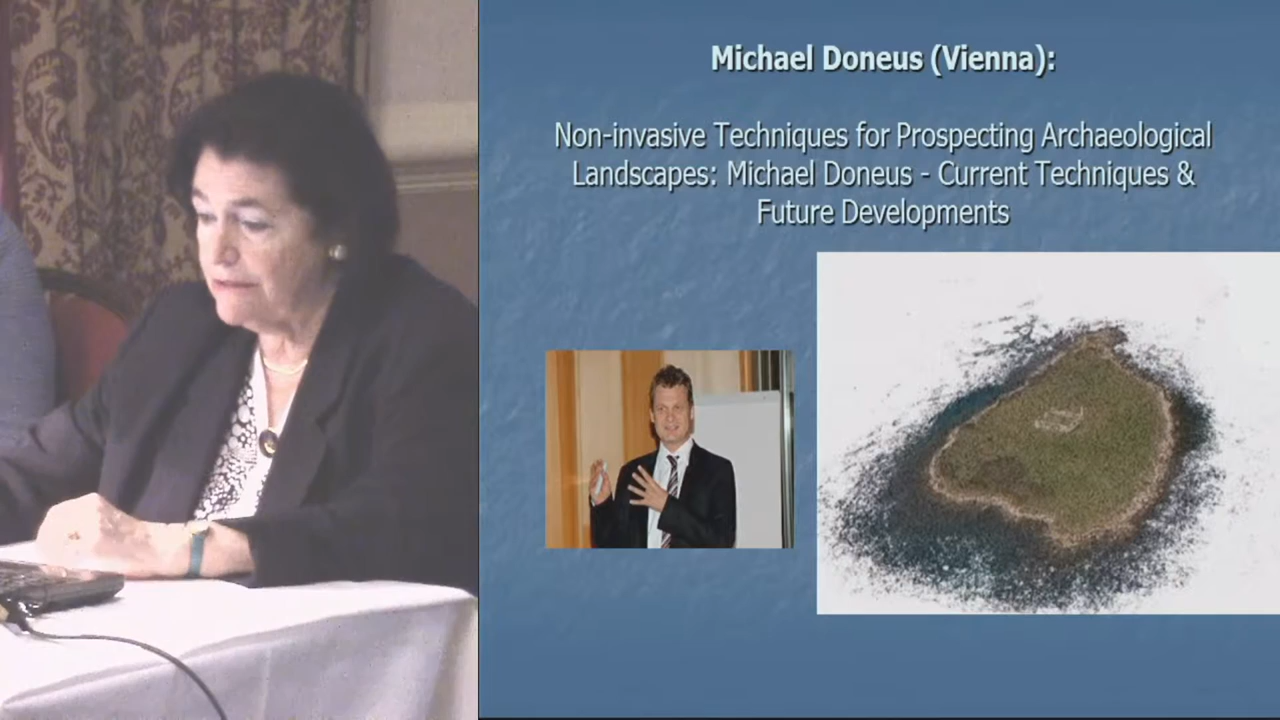 Michael Doneus (Vienna):
Non-invasive Techniques for Prospecting Archaeological
Landscapes: Michael Doneus - Current Techniques &
Future Developments